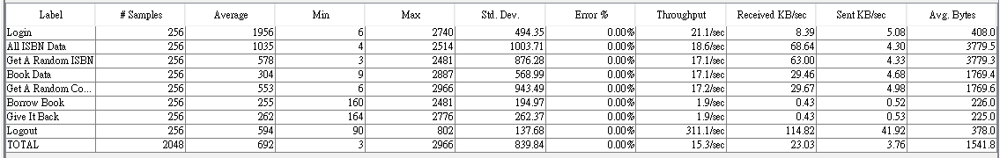 Label # Samples Average Min Max Std. Dev. Error % Throughput Received KB/sec Sent KB/sec Avg. Bytes
Login 256 1956 6 2740 494.35 0.00% 21.1/sec 8.39 5.08 408.0
All ISBN Data 256 1035 4 2514 1003.71 0.00% 18.6/sec 68.64 4.30 3779.5
Get A Random ISBN 256 578 3 2481 876.28 0.00% 17.1/sec 63.00 4.33 3779.3
Book Data 256 304 9 2887 568.99 0.00% 17.1/sec 29.46 4.68 1769.4
Get A Random Co... 256 553 6 2966 943.49 0.00% 17.2/sec 29.67 4.98 1769.6
Borrow Book 256 255 160 2481 194.97 0.00% 1.9/sec 0.43 0.52 226.0
Give It Back 256 262 164 2776 262.37 0.00% 1.9/sec 0.43 0.53 225.0
Logout 256 594 90 802 137.68 0.00% 311.1/sec 114.82 41.92 378.0
TOTAL 2048 692 3 2966 839.84 0.00% 15.3/sec 23.03 3.76 1541.8